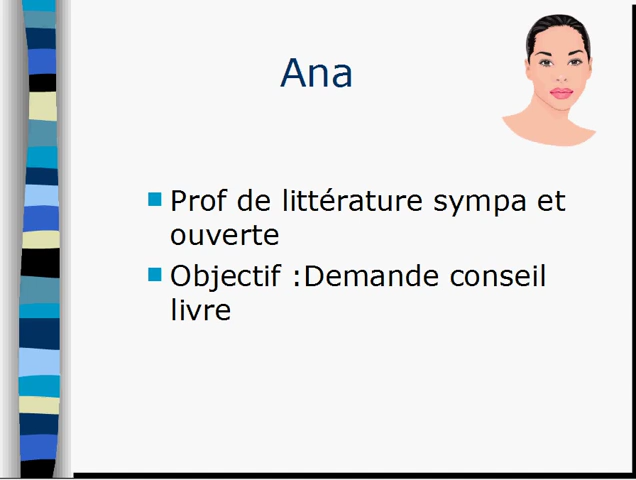 Ana
Prof de littérature sympa et
ouverte
Objectif :Demande conseil
livre